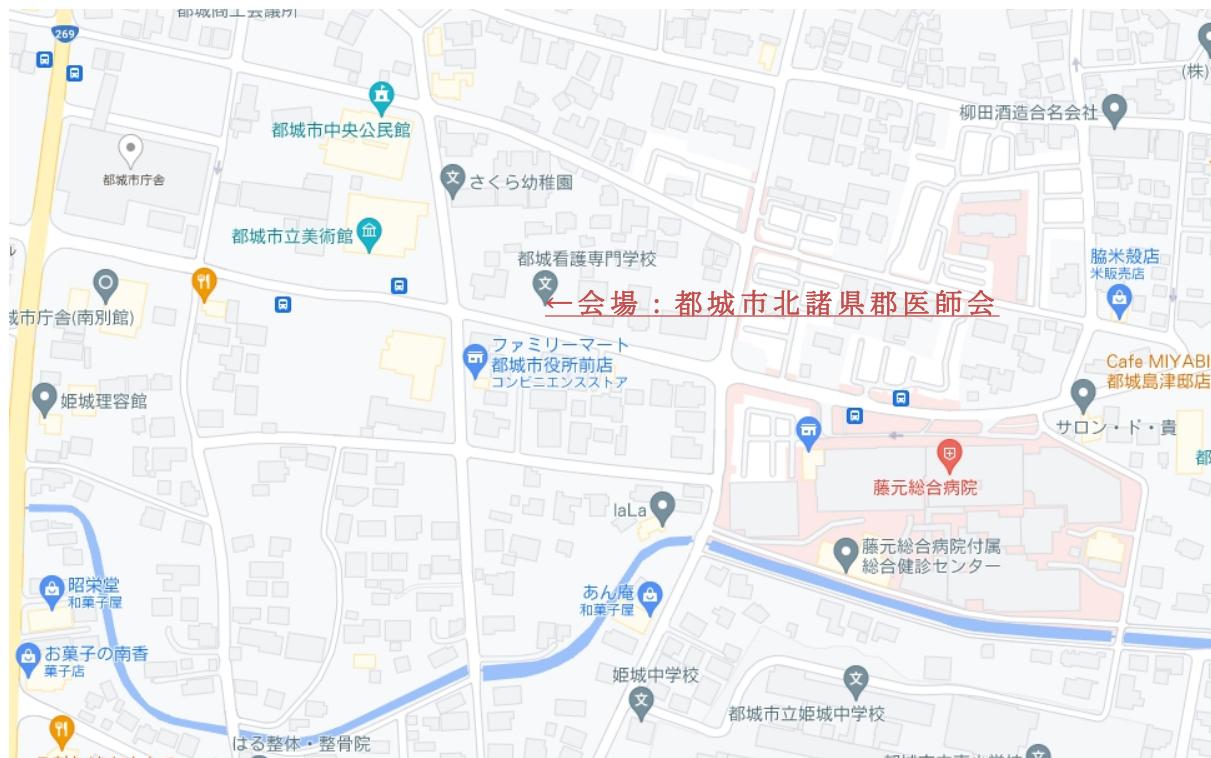 都城商工会議所
269
(株)
柳田酒造合名会社
都城市中央公民館
都城市庁舎
さくら幼稚園
都城市立美術館
都城看護専門学校
脇米殻店
米販売店
←会場：都城市北諸県郡医師会
城市庁舎(南別館)
ファミリーマート
都城市役所前店
コンビニエンスストア
Cafe MIYABI
都城島津邸店
姫城理容館
サロン・ド・貴
都
藤元総合病院
laLa
藤元総合病院付属
総合健診センター
昭栄堂
和菓子屋
あん庵
和菓子屋
お菓子の南香
菓子店
姫城中学校
都城市立姫城中学校
はる整体・整骨院